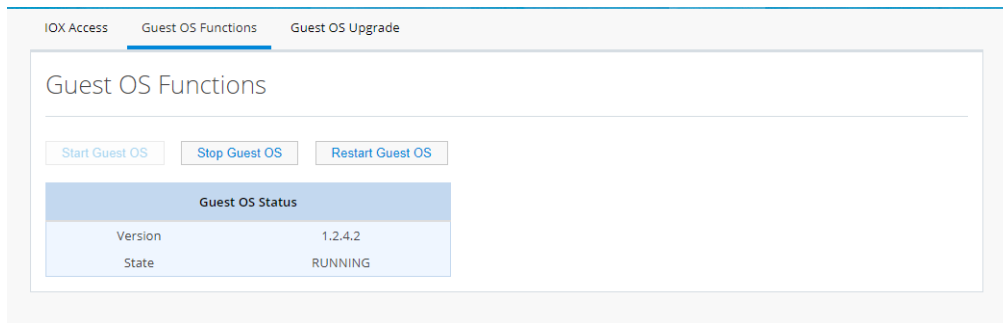 IOX Access Guest OS Functions Guest OS Upgrade
Guest OS Functions
Start Guest OS Stop Guest OS Restart Guest OS
Guest OS Status
Version 1.2.4.2
State RUNNING